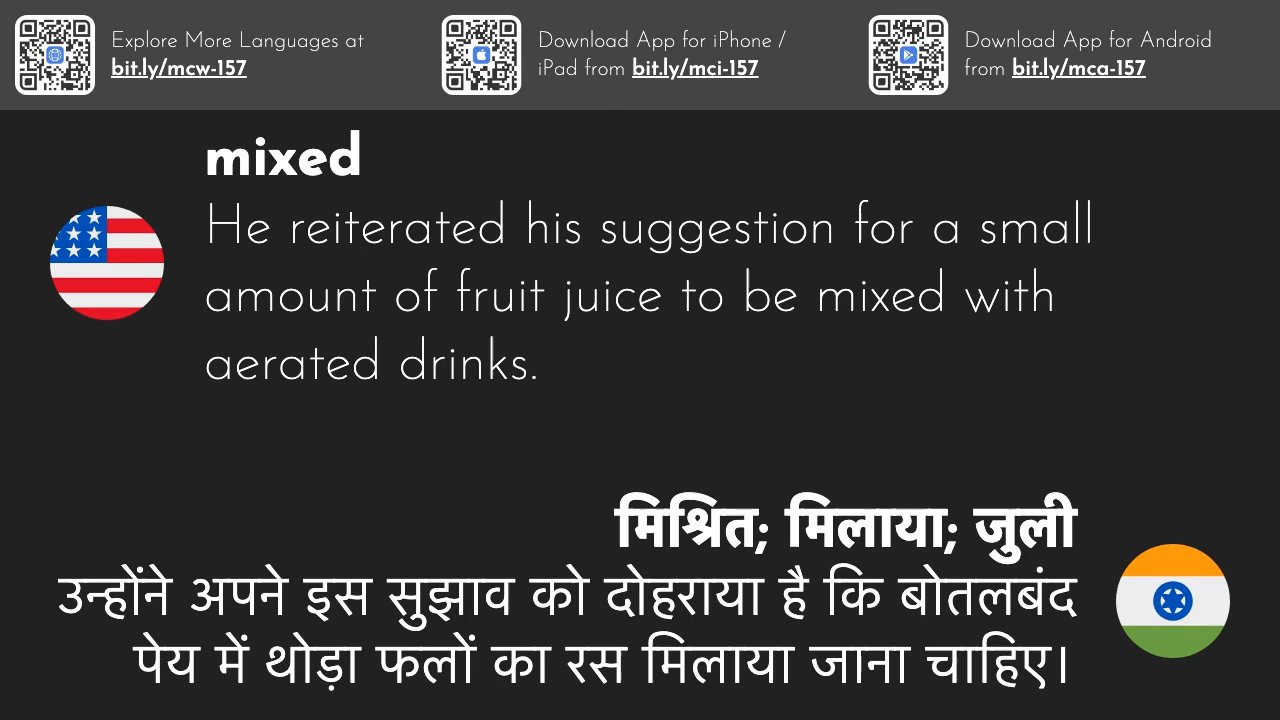 Explore More Languages at
bit.ly/mcw-157
Download App for iPhone /
iPad from bit.ly/mci-157
Download App for Android
from bit.ly/mca-157
mixed
He reiterated his suggestion for a small
amount of fruit juice to be mixed with
aerated drinks.
मिश्रित; मिलाया; जुली
उन्होंने अपने इस सुझाव को दोहराया है कि बोतलबंद
पेय में थोड़ा फलों का रस मिलाया जाना चाहिए।